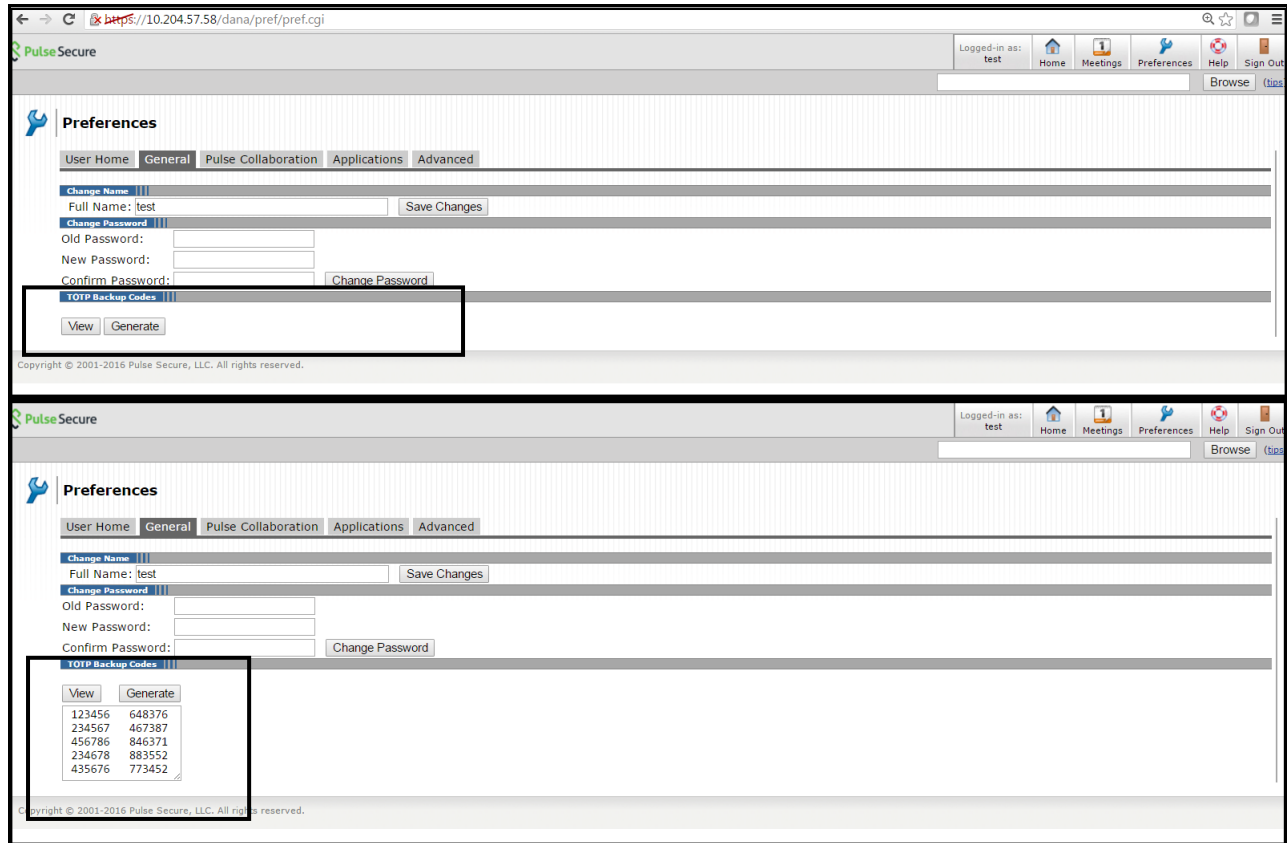 https://10.204.57.58/dana/pref/pref.cgi
Pulse Secure
Logged-in as:
test
Home
1
Meetings
Preferences
Help
Sign Out
Browse
(tips
Preferences
User Home General Pulse Collaboration Applications Advanced
Change Name
Full Name: test Save Changes
Change Password
Old Password:
New Password:
Confirm Password: Change Password
TOTP Backup Codes
View Generate
Copyright © 2001-2016 Pulse Secure, LLC. All rights reserved.
Pulse Secure
Logged-in as:
test
Home
1
Meetings
Preferences
Help
Sign Out
Browse
(tips
Preferences
User Home General Pulse Collaboration Applications Advanced
Change Name
Full Name: test Save Changes
Change Password
Old Password:
New Password:
Confirm Password: Change Password
TOTP Backup Codes
View Generate
123456 648376
234567 467387
456786 846371
234678 883552
435676 773452
Copyright © 2001-2016 Pulse Secure, LLC. All rights reserved.